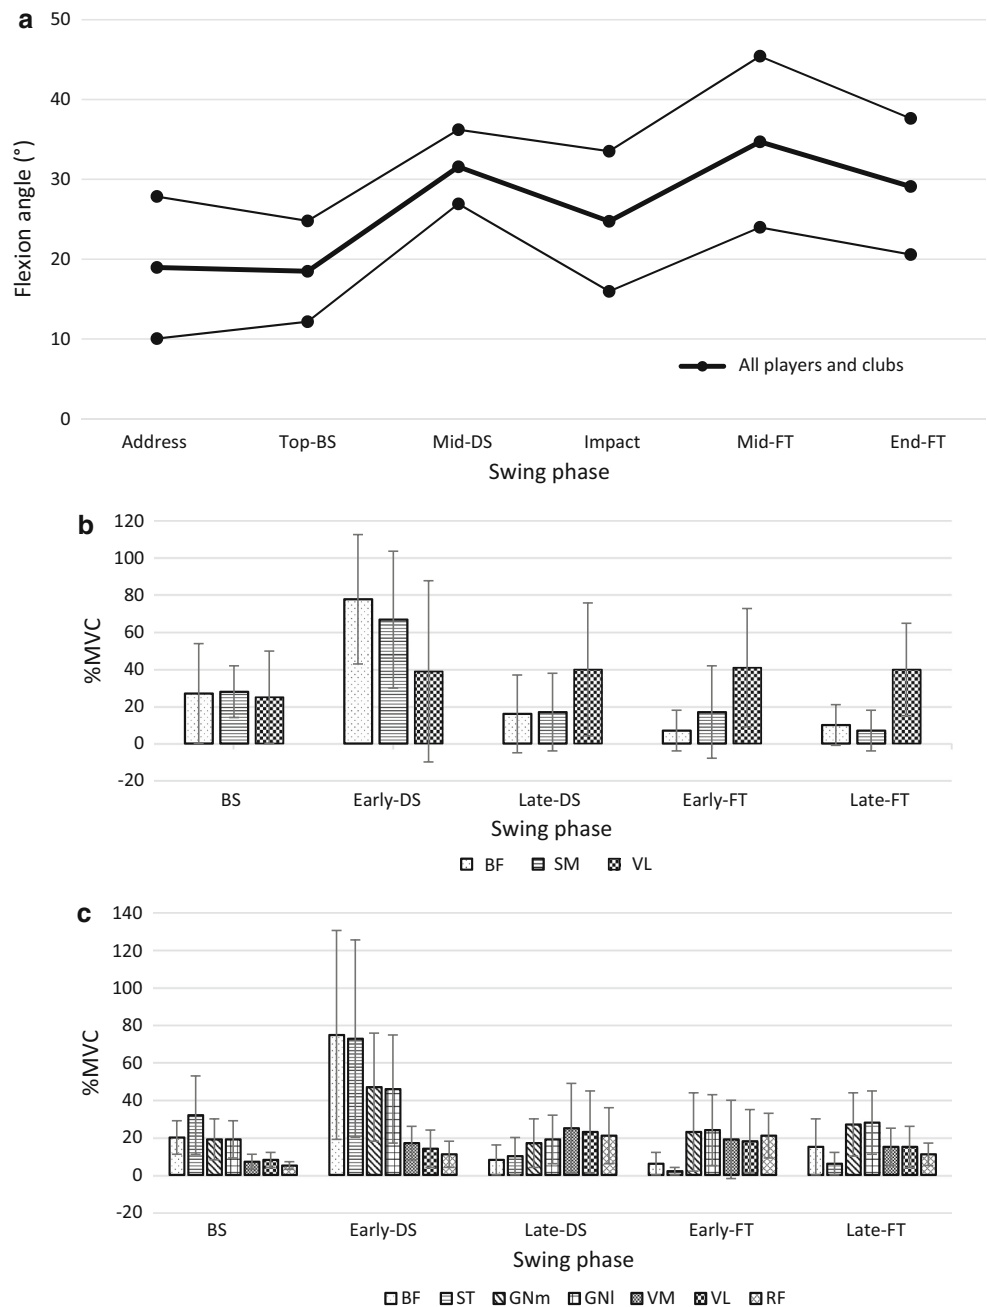 a
50
40
30
20
10
0
Flexion angle (°)
All players and clubs
Address Top-BS Mid-DS Impact Mid-FT End-FT
Swing phase
b
120
100
80
60
40
20
0
-20
%MVC
BS Early-DS Late-DS Early-FT Late-FT
Swing phase
BF SM VL
c
140
120
100
80
60
40
20
0
-20
%MVC
BS Early-DS Late-DS Early-FT Late-FT
Swing phase
BF ST GNm GNl VM VL RF